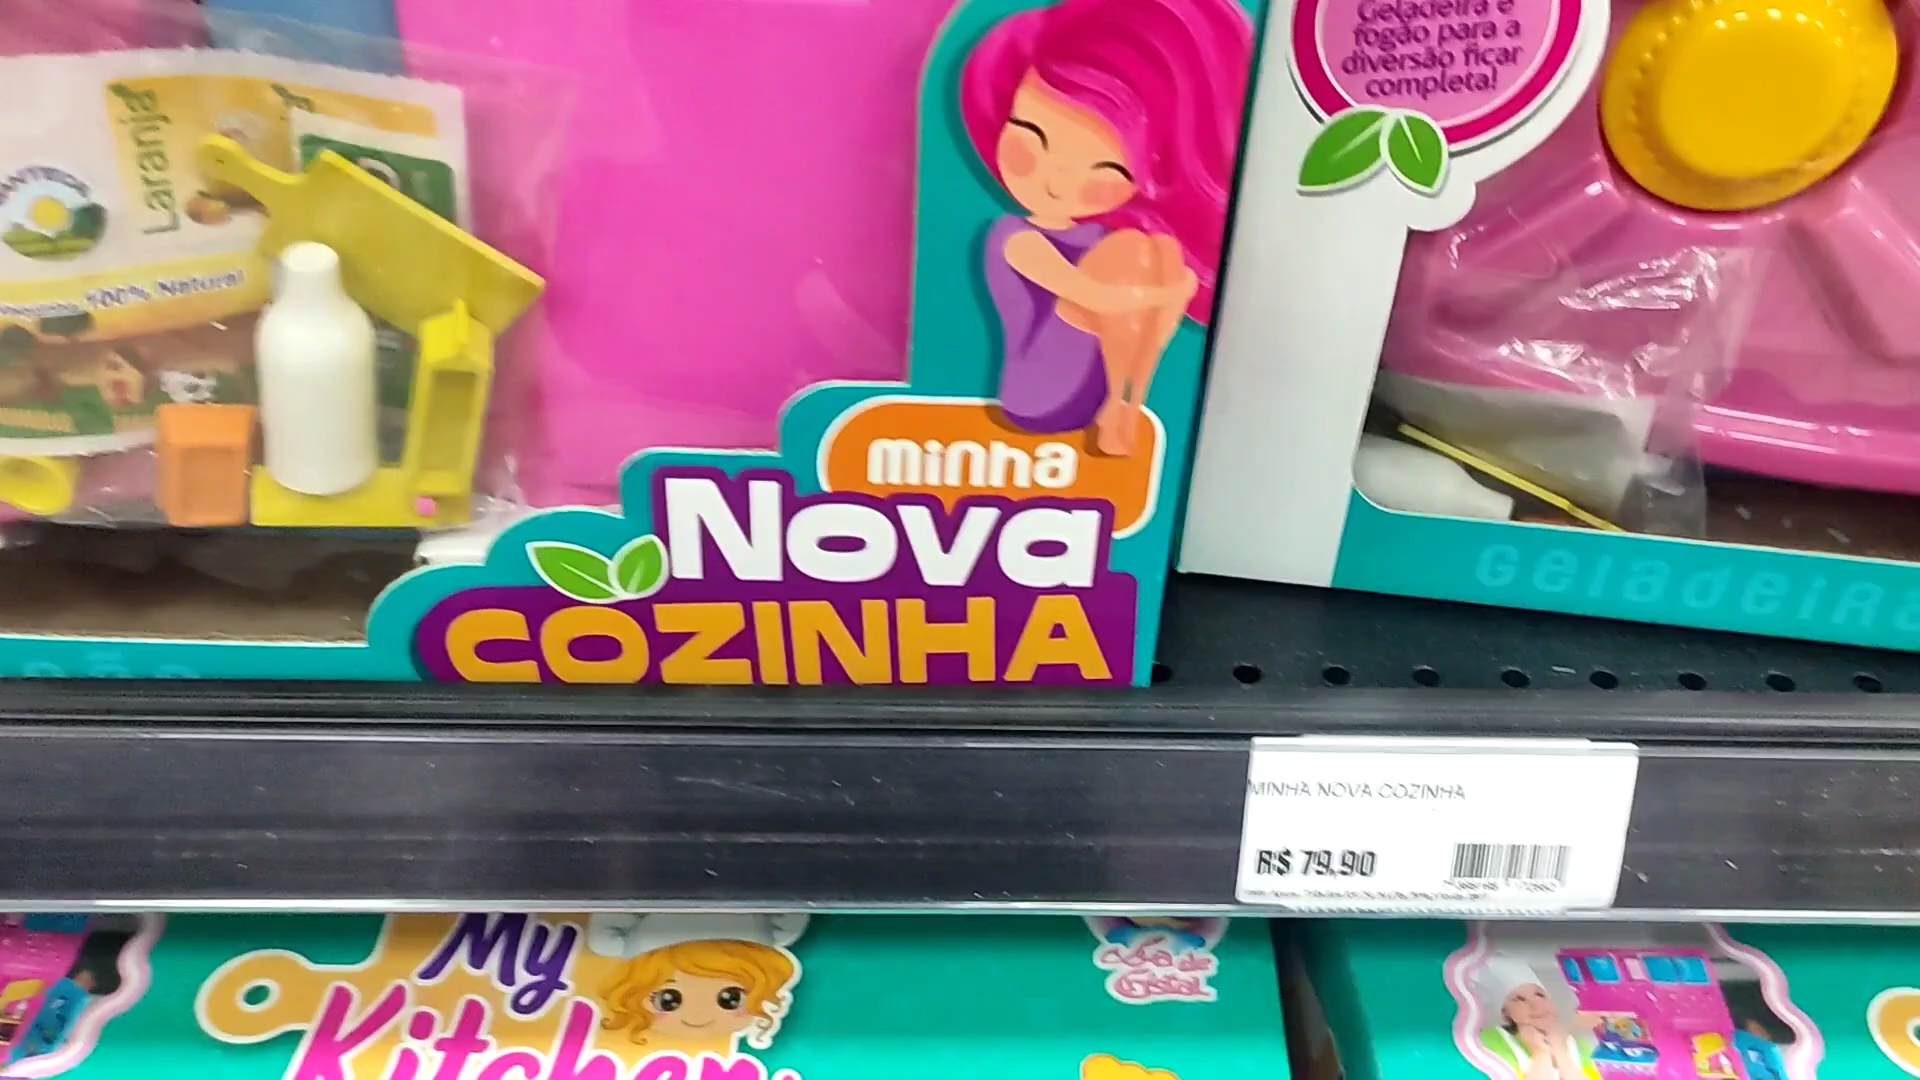 Laranja
100% Natural
Geladeira e
fogão para a
diversão ficar
completa!
minha
Nova
COZINHA
Geladeira
MINHA NOVA COZINHA
R$ 79,90
My
Kitchen